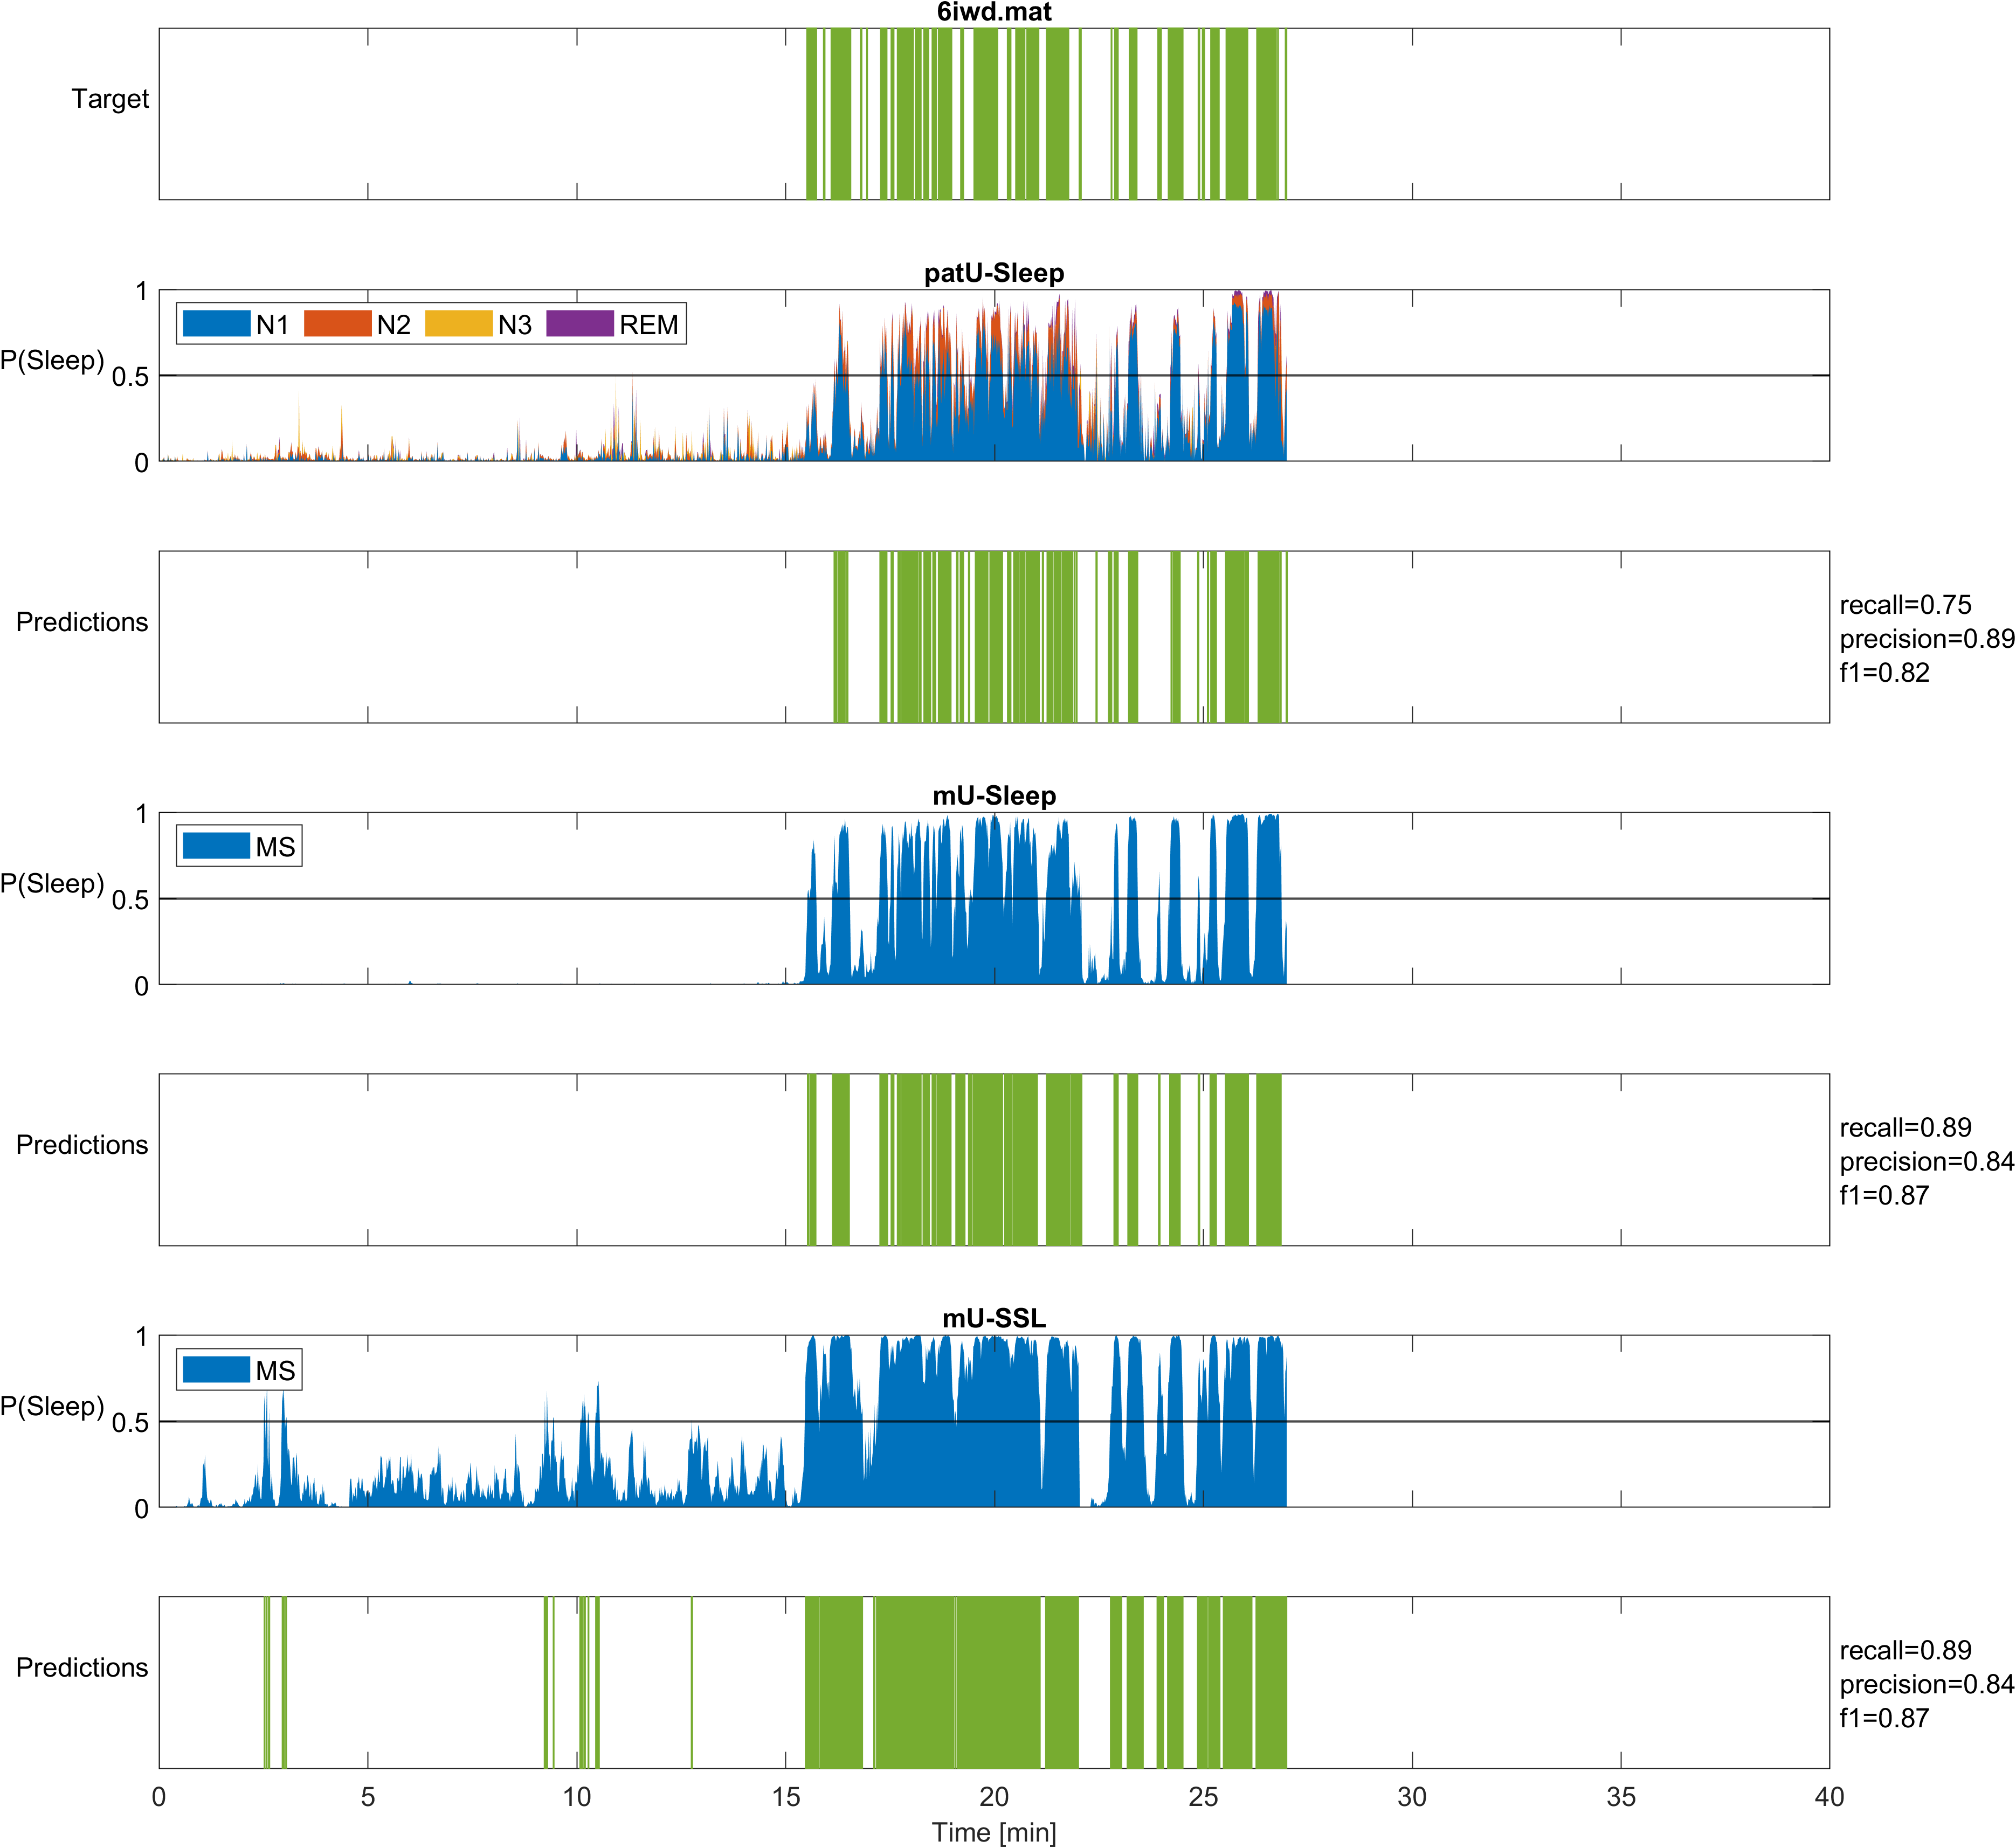 6iwd.mat
Target
patU-Sleep
1
N1 N2 N3 REM
P(Sleep)
0.5
0
Predictions
recall=0.75
precision=0.89
f1=0.82
mU-Sleep
1
MS
P(Sleep)
0.5
0
Predictions
recall=0.89
precision=0.84
f1=0.87
mU-SSL
1
MS
P(Sleep)
0.5
0
Predictions
recall=0.89
precision=0.84
f1=0.87
0 5 10 15 20 25 30 35 40
Time [min]